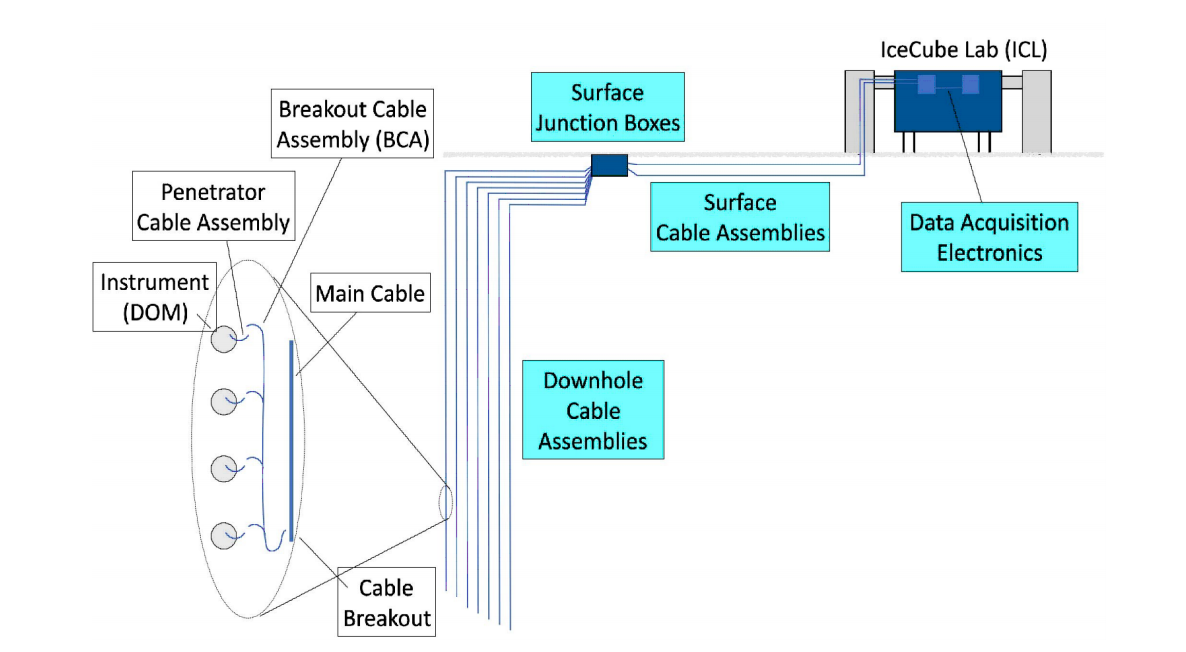 IceCube Lab (ICL)
Surface
Junction Boxes
Breakout Cable
Assembly (BCA)
Penetrator
Cable Assembly
Surface
Cable Assemblies
Data Acquisition
Electronics
Instrument
(DOM)
Main Cable
Downhole
Cable
Assemblies
Cable
Breakout